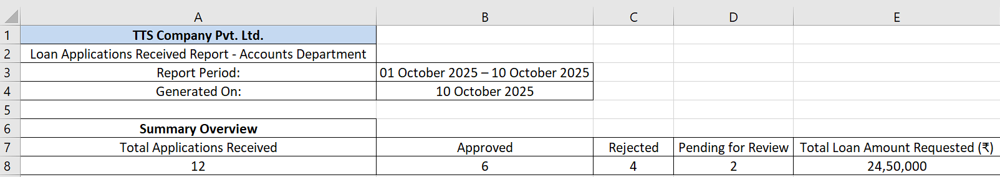 A B C D E
1 TTS Company Pvt. Ltd.
2 Loan Applications Received Report - Accounts Department
3 Report Period: 01 October 2025 – 10 October 2025
4 Generated On: 10 October 2025
5
6 Summary Overview
7 Total Applications Received Approved Rejected Pending for Review Total Loan Amount Requested (₹)
8 12 6 4 2 24,50,000